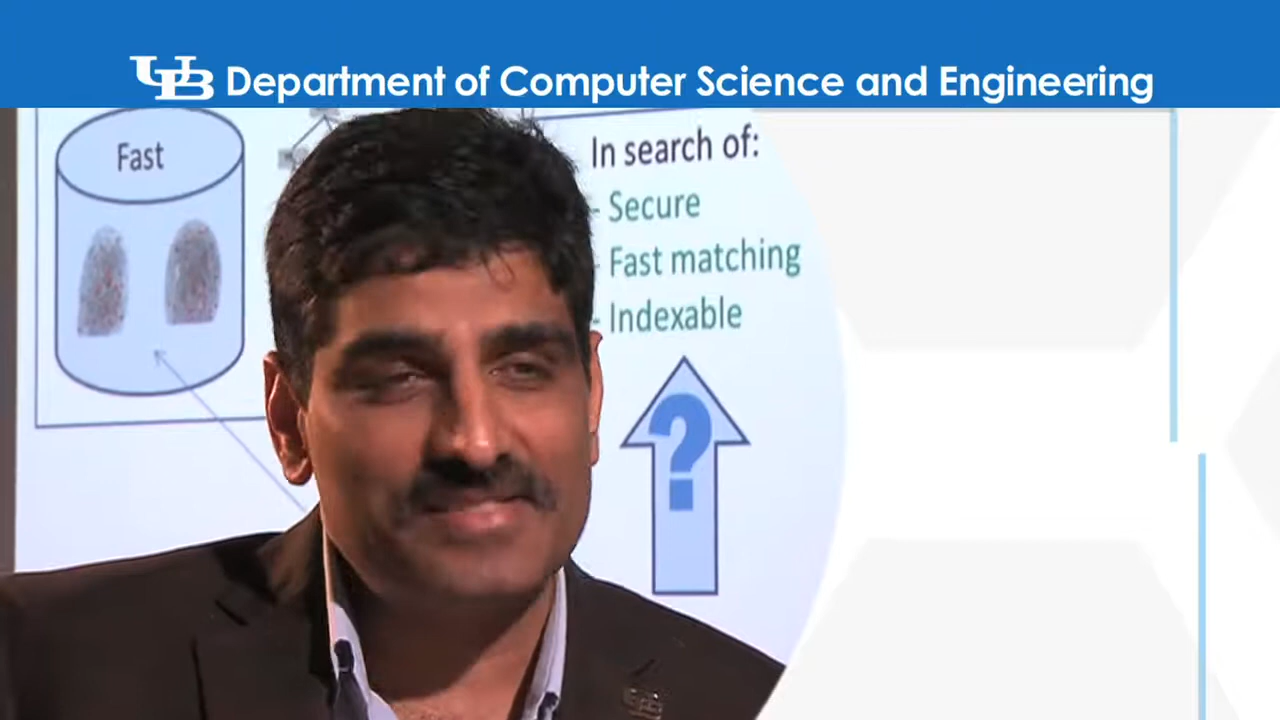 UB Department of Computer Science and Engineering
Fast
In search of:
- Secure
- Fast matching
- Indexable
?